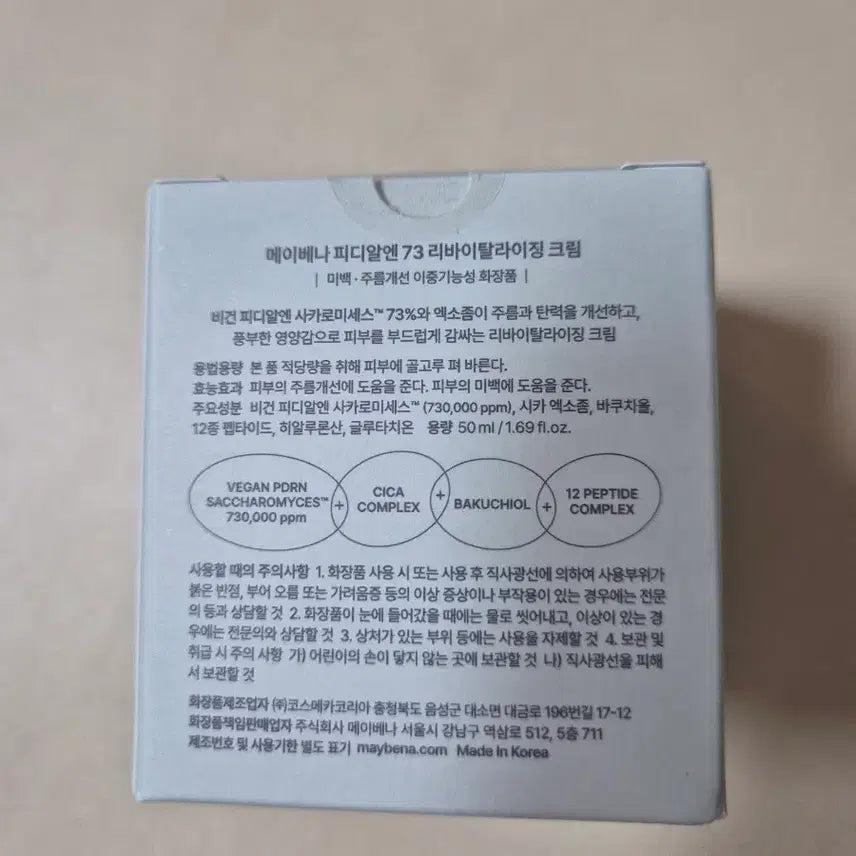 메이베나 피디알엔 73 리바이탈라이징 크림
| 미백 · 주름개선 이중기능성 화장품 |
비건 피디알엔 사카로미세스™ 73%와 엑소좀이 주름과 탄력을 개선하고,
풍부한 영양감으로 피부를 부드럽게 감싸는 리바이탈라이징 크림
용법용량 본 품 적당량을 취해 피부에 골고루 펴 바른다.
효능효과 피부의 주름개선에 도움을 준다. 피부의 미백에 도움을 준다.
주요성분 비건 피디알엔 사카로미세스™ (730,000 ppm), 시카 엑소좀, 바쿠치올,
12종 펩타이드, 히알루론산, 글루타치온 용량 50 ml / 1.69 fl.oz.
VEGAN PDRN
SACCHAROMYCES™
730,000 ppm
+
CICA
COMPLEX
+
BAKUCHIOL
+
12 PEPTIDE
COMPLEX
사용할 때의 주의사항 1. 화장품 사용 시 또는 사용 후 직사광선에 의하여 사용부위가
붉은 반점, 부어 오름 또는 가려움증 등의 이상 증상이나 부작용이 있는 경우에는 전문
의 등과 상담할 것 2. 화장품이 눈에 들어갔을 때에는 물로 씻어내고, 이상이 있는 경
우에는 전문의와 상담할 것 3. 상처가 있는 부위 등에는 사용을 자제할 것 4. 보관 및
취급 시 주의 사항 가) 어린이의 손이 닿지 않는 곳에 보관할 것 나) 직사광선을 피해
서 보관할 것
화장품제조업자 ㈜코스메카코리아 충청북도 음성군 대소면 대금로 196번길 17-12
화장품책임판매업자 주식회사 메이베나 서울시 강남구 역삼로 512, 5층 711
제조번호 및 사용기한 별도 표기 maybena.com Made In Korea